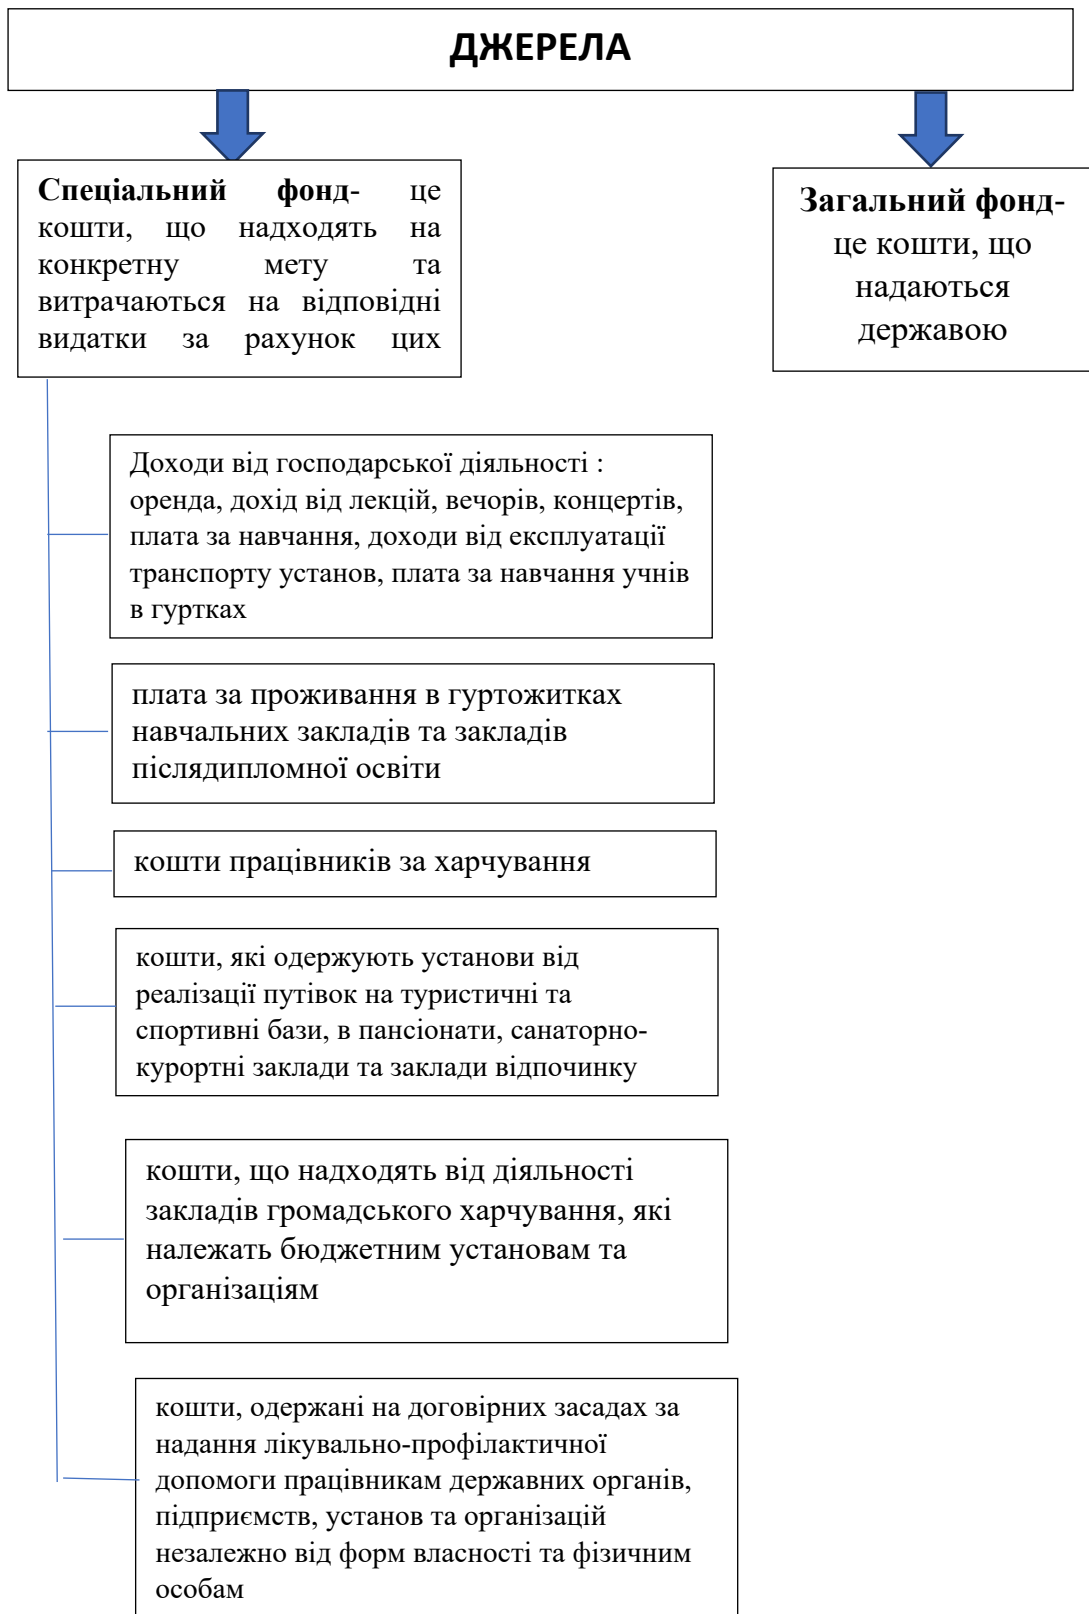 ДЖЕРЕЛА
Спеціальний фонд- це
кошти, що надходять на
конкретну мету та
витрачаються на відповідні
видатки за рахунок цих
Загальний фонд-
це кошти, що
надаються
державою
Доходи від господарської діяльності :
оренда, дохід від лекцій, вечорів, концертів,
плата за навчання, доходи від експлуатації
транспорту установ, плата за навчання учнів
в гуртках
плата за проживання в гуртожитках
навчальних закладів та закладів
післядипломної освіти
кошти працівників за харчування
кошти, які одержують установи від
реалізації путівок на туристичні та
спортивні бази, в пансіонати, санаторно-
курортні заклади та заклади відпочинку
кошти, що надходять від діяльності
закладів громадського харчування, які
належать бюджетним установам та
організаціям
кошти, одержані на договірних засадах за
надання лікувально-профілактичної
допомоги працівникам державних органів,
підприємств, установ та організацій
незалежно від форм власності та фізичним
особам